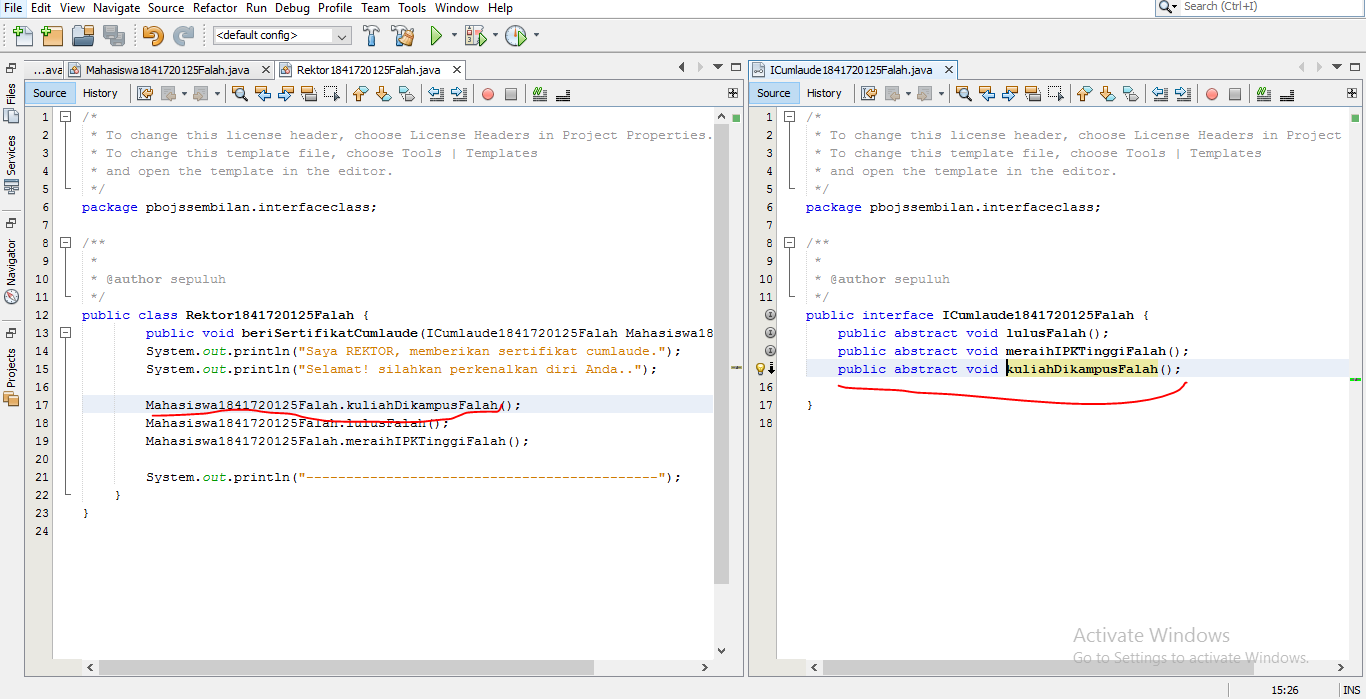 File Edit View Navigate Source Refactor Run Debug Profile Team Tools Window Help
Search (Ctrl+I)
<default config>
...ava Mahasiswa1841720125Falah.java Rektor1841720125Falah.java
Source History
Files
Services
Navigator
Projects
1 /*
2 * To change this license header, choose License Headers in Project Properties.
3 * To change this template file, choose Tools | Templates
4 * and open the template in the editor.
5 */
6 package pbojssembilan.interfaceclass;
7
8 /**
9 *
10 * @author sepuluh
11 */
12 public class Rektor1841720125Falah {
13 public void beriSertifikatCumlaude(ICumlaude1841720125Falah Mahasiswa18
14 System.out.println("Saya REKTOR, memberikan sertifikat cumlaude.");
15 System.out.println("Selamat! silahkan perkenalkan diri Anda..");
16
17 Mahasiswa1841720125Falah.kuliahDikampusFalah();
18 Mahasiswa1841720125Falah.lulusFalah();
19 Mahasiswa1841720125Falah.meraihIPKTinggiFalah();
20
21 System.out.println("--------------------------------------------");
22 }
23 }
24
ICumlaude1841720125Falah.java
Source History
1 /*
2 * To change this license header, choose License Headers in Project
3 * To change this template file, choose Tools | Templates
4 * and open the template in the editor.
5 */
6 package pbojssembilan.interfaceclass;
7
8 /**
9 *
10 * @author sepuluh
11 */
public interface ICumlaude1841720125Falah {
public abstract void lulusFalah();
public abstract void meraihIPKTinggiFalah();
public abstract void kuliahDikampusFalah();
16
17 }
18
Activate Windows
Go to Settings to activate Windows.
15:26 INS